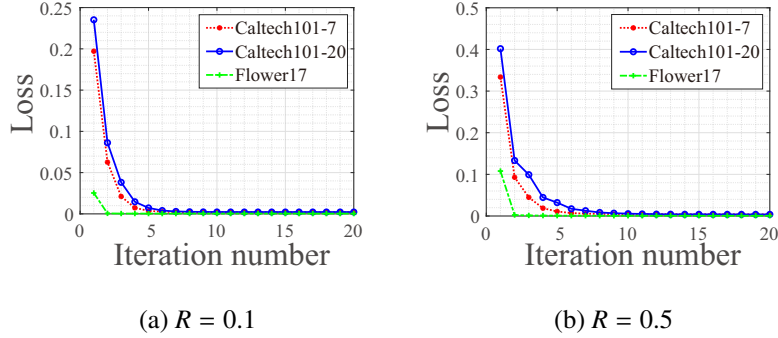 0.25
0.2
0.15
0.1
0.05
0
Loss
0 5 10 15 20
Iteration number
Caltech101-7
Caltech101-20
Flower17
(a) R = 0.1
0.5
0.4
0.3
0.2
0.1
0
Loss
0 5 10 15 20
Iteration number
Caltech101-7
Caltech101-20
Flower17
(b) R = 0.5